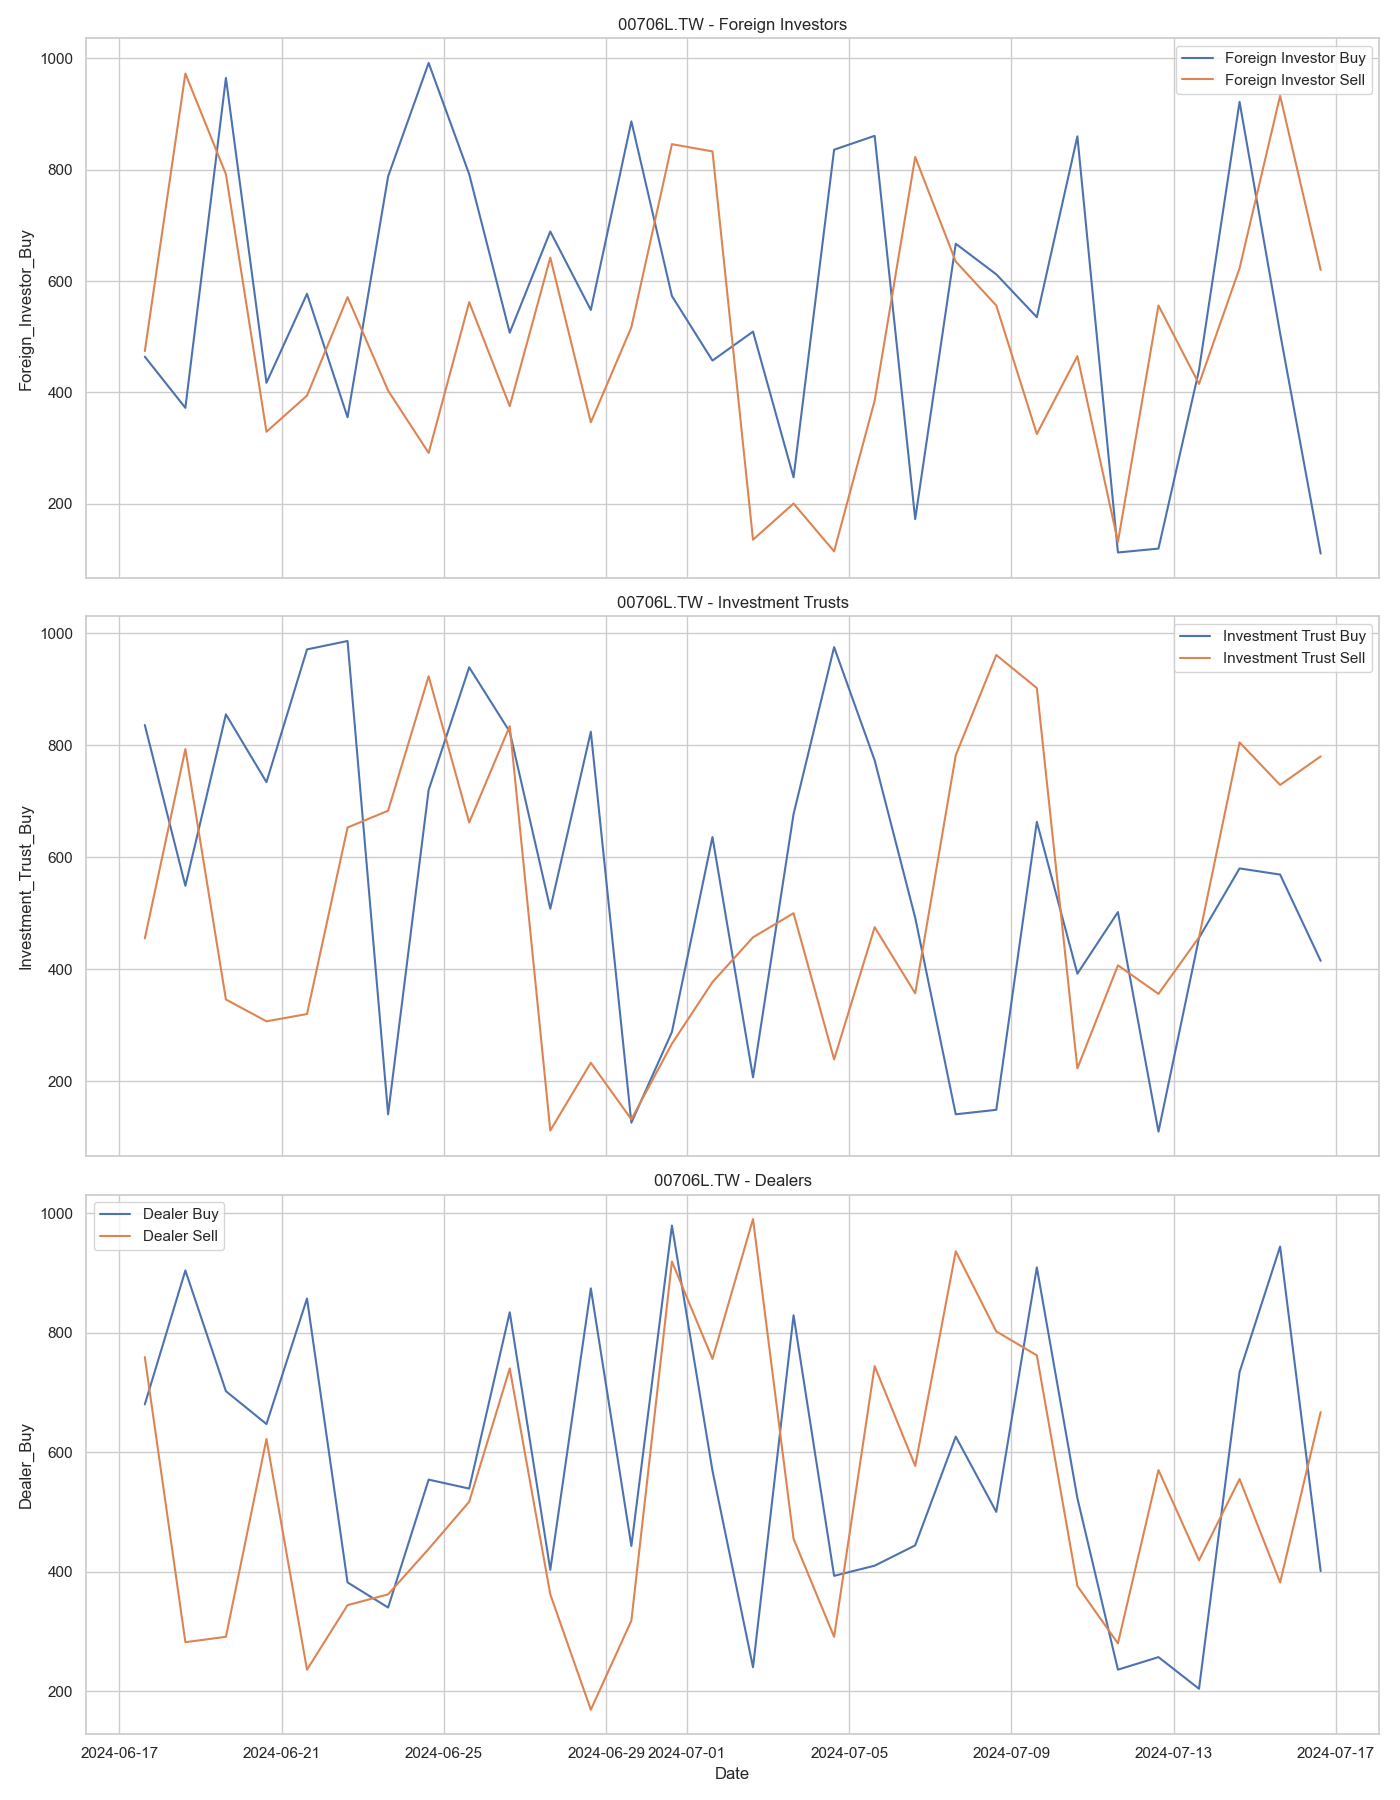 00706L.TW - Foreign Investors
Foreign Investor Buy
Foreign Investor Sell
Foreign_Investor_Buy
1000
800
600
400
200
00706L.TW - Investment Trusts
Investment Trust Buy
Investment Trust Sell
Investment_Trust_Buy
1000
800
600
400
200
00706L.TW - Dealers
Dealer Buy
Dealer Sell
Dealer_Buy
1000
800
600
400
200
2024-06-17 2024-06-21 2024-06-25 2024-06-29 2024-07-01 2024-07-05 2024-07-09 2024-07-13 2024-07-17
Date